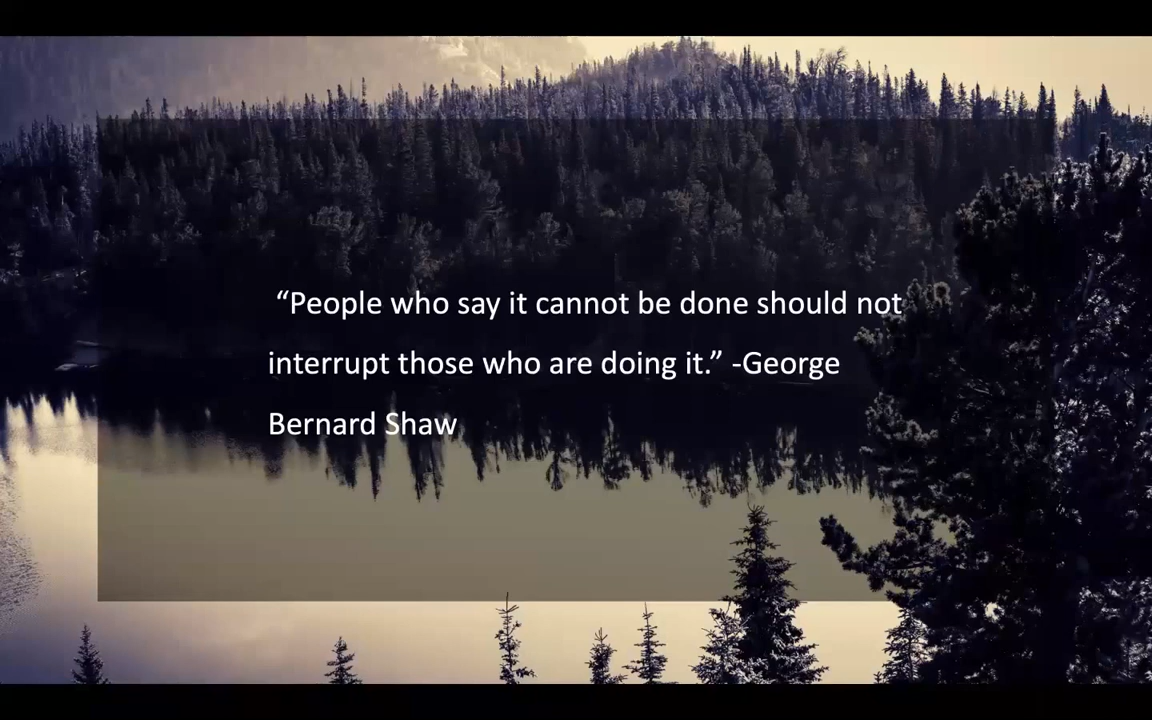 “People who say it cannot be done should not
interrupt those who are doing it.” -George
Bernard Shaw